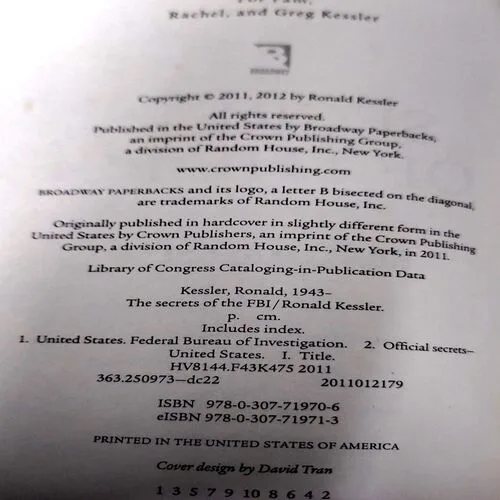 For Pam,
Rachel, and Greg Kessler
B
BROADWAY
Copyright © 2011, 2012 by Ronald Kessler
All rights reserved.
Published in the United States by Broadway Paperbacks,
an imprint of the Crown Publishing Group,
a division of Random House, Inc., New York.
www.crownpublishing.com
BROADWAY PAPERBACKS and its logo, a letter B bisected on the diagonal,
are trademarks of Random House, Inc.
Originally published in hardcover in slightly different form in the
United States by Crown Publishers, an imprint of the Crown Publishing
Group, a division of Random House, Inc., New York, in 2011.
Library of Congress Cataloging-in-Publication Data
Kessler, Ronald, 1943–
The secrets of the FBI / Ronald Kessler.
p. cm.
Includes index.
1. United States. Federal Bureau of Investigation. 2. Official secrets—
United States. I. Title.
HV8144.F43K475 2011
363.250973—dc22 2011012179
ISBN 978-0-307-71970-6
eISBN 978-0-307-71971-3
PRINTED IN THE UNITED STATES OF AMERICA
Cover design by David Tran
1 3 5 7 9 10 8 6 4 2